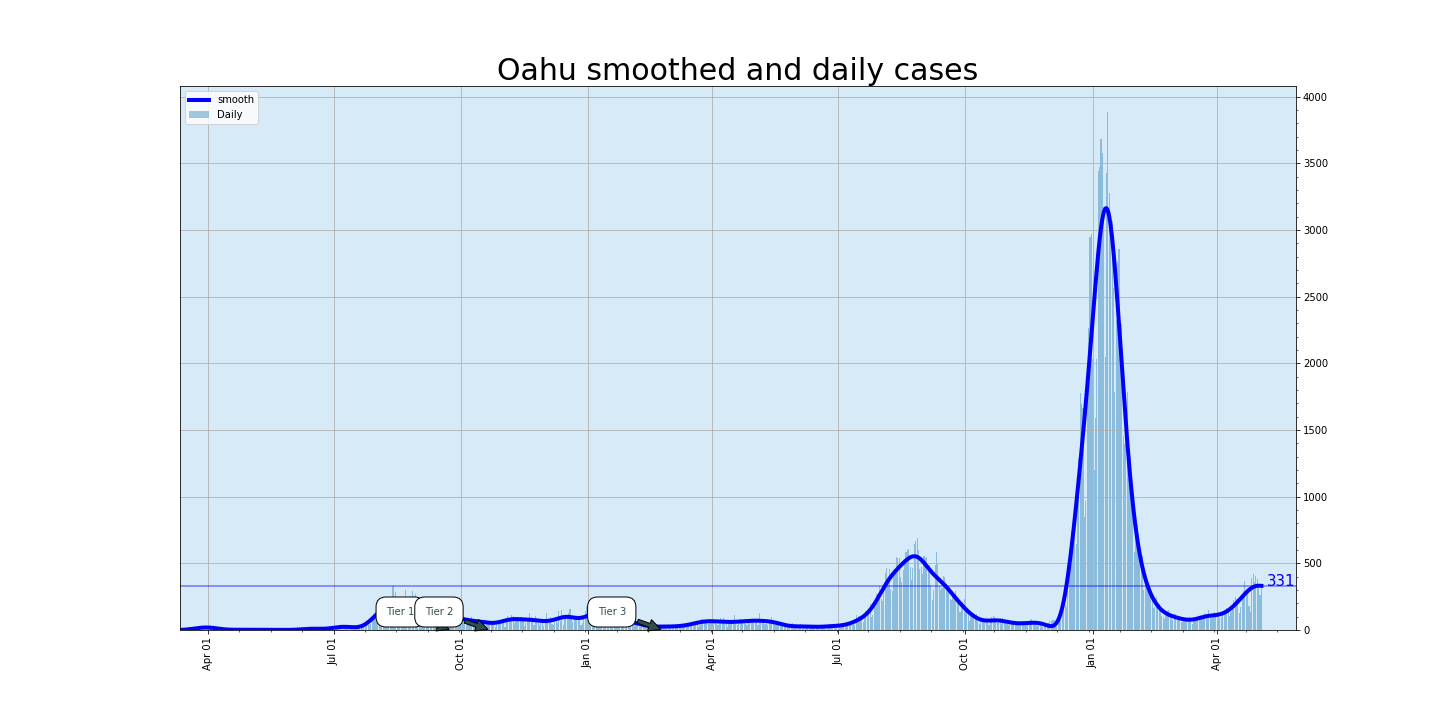 Oahu smoothed and daily cases
smooth
Daily
4000
3500
3000
2500
2000
1500
1000
500
0
331
Tier 1
Tier 2
Tier 3
Apr 01
Jul 01
Oct 01
Jan 01
Apr 01
Jul 01
Oct 01
Jan 01
Apr 01